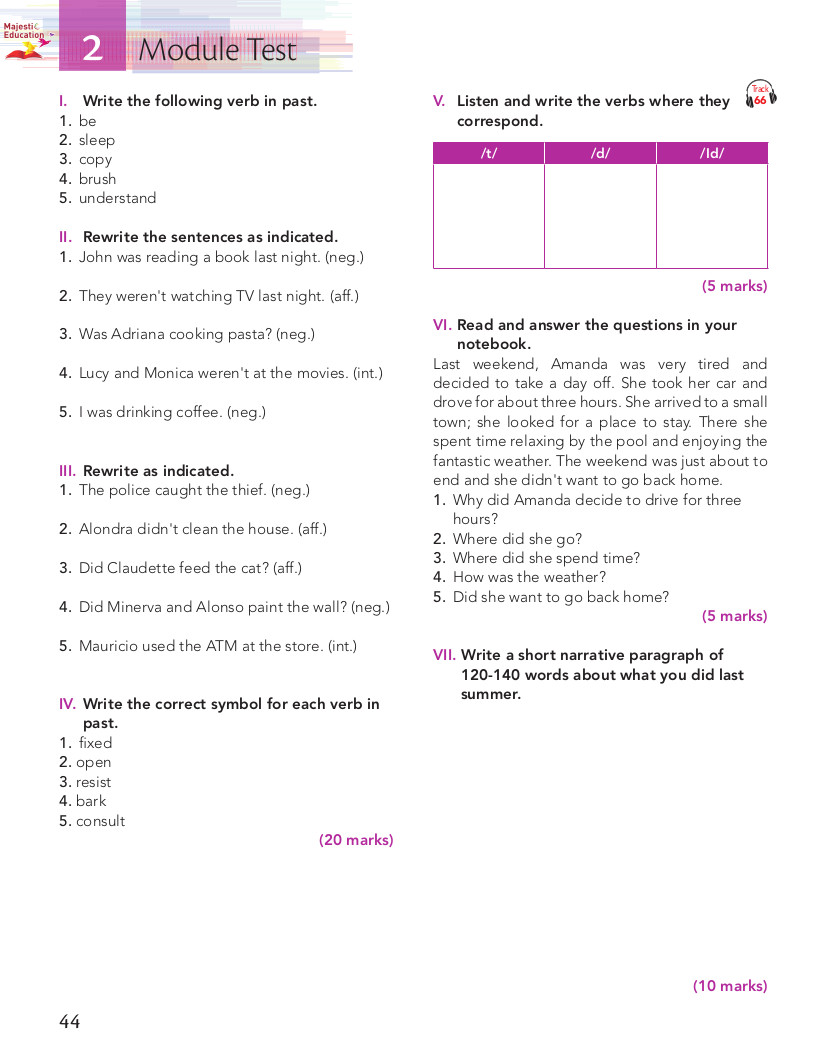 Majestic
Education
2 Module Test
I. Write the following verb in past.
1. be
2. sleep
3. copy
4. brush
5. understand
II. Rewrite the sentences as indicated.
1. John was reading a book last night. (neg.)
2. They weren't watching TV last night. (aff.)
3. Was Adriana cooking pasta? (neg.)
4. Lucy and Monica weren't at the movies. (int.)
5. I was drinking coffee. (neg.)
III. Rewrite as indicated.
1. The police caught the thief. (neg.)
2. Alondra didn't clean the house. (aff.)
3. Did Claudette feed the cat? (aff.)
4. Did Minerva and Alonso paint the wall? (neg.)
5. Mauricio used the ATM at the store. (int.)
IV. Write the correct symbol for each verb in
past.
1. fixed
2. open
3. resist
4. bark
5. consult
(20 marks)
V. Listen and write the verbs where they
correspond.
Track
66
/t/ /d/ /Id/
(5 marks)
VI. Read and answer the questions in your
notebook.
Last weekend, Amanda was very tired and
decided to take a day off. She took her car and
drove for about three hours. She arrived to a small
town; she looked for a place to stay. There she
spent time relaxing by the pool and enjoying the
fantastic weather. The weekend was just about to
end and she didn't want to go back home.
1. Why did Amanda decide to drive for three
hours?
2. Where did she go?
3. Where did she spend time?
4. How was the weather?
5. Did she want to go back home?
(5 marks)
VII. Write a short narrative paragraph of
120-140 words about what you did last
summer.
(10 marks)
44